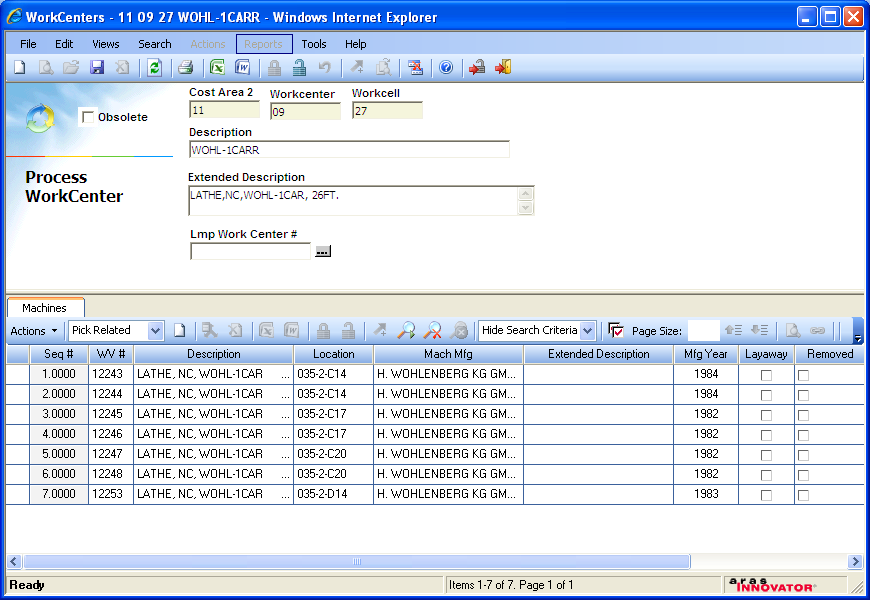 WorkCenters - 11 09 27 WOHL-1CARR - Windows Internet Explorer
File Edit Views Search Actions Reports Tools Help
Cost Area 2 Workcenter Workcell
Obsolete
11 09 27
Description
WOHL-1CARR
Process
WorkCenter
Extended Description
LATHE,NC,WOHL-1CAR, 26FT.
Lmp Work Center #
...
Machines
Actions Pick Related Hide Search Criteria Page Size:
Seq # WV # Description Location Mach Mfg Extended Description Mfg Year Layaway Removed
1.0000 12243 LATHE, NC, WOHL-1CAR ... 035-2-C14 H. WOHLENBERG KG GM... 1984
2.0000 12244 LATHE, NC, WOHL-1CAR ... 035-2-C14 H. WOHLENBERG KG GM... 1984
3.0000 12245 LATHE, NC, WOHL-1CAR ... 035-2-C17 H. WOHLENBERG KG GM... 1982
4.0000 12246 LATHE, NC, WOHL-1CAR ... 035-2-C17 H. WOHLENBERG KG GM... 1982
5.0000 12247 LATHE, NC, WOHL-1CAR ... 035-2-C20 H. WOHLENBERG KG GM... 1982
6.0000 12248 LATHE, NC, WOHL-1CAR ... 035-2-C20 H. WOHLENBERG KG GM... 1982
7.0000 12253 LATHE, NC, WOHL-1CAR ... 035-2-D14 H. WOHLENBERG KG GM... 1983
Ready Items 1-7 of 7. Page 1 of 1 aras INNOVATOR